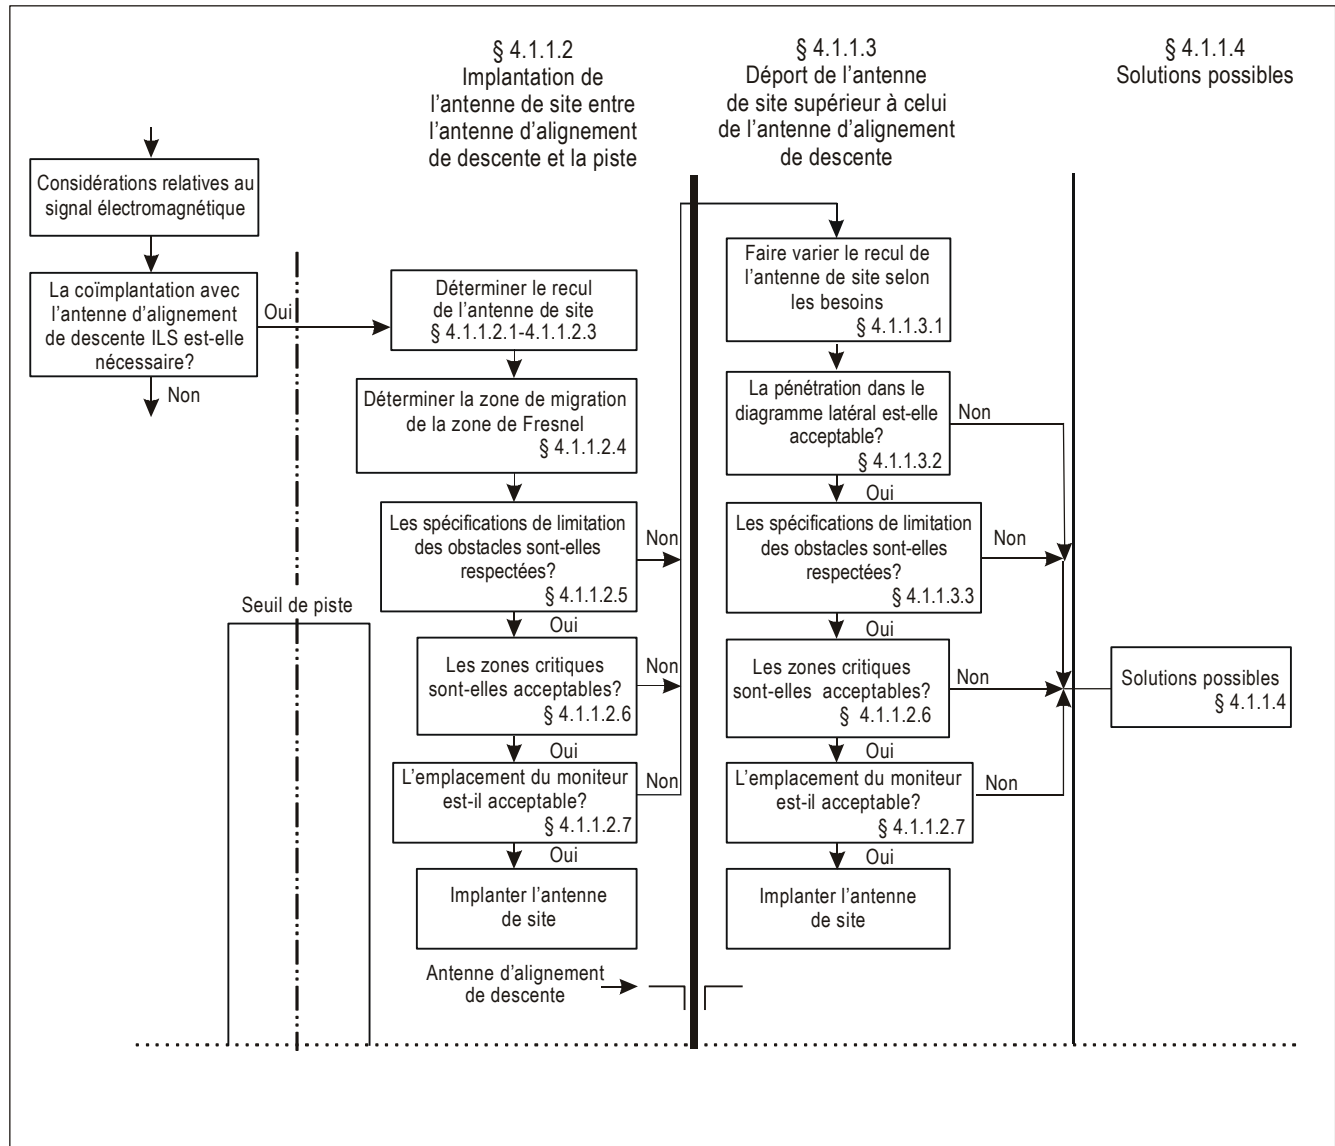 § 4.1.1.2
Implantation de
l'antenne de site entre
l'antenne d'alignement
de descente et la piste
§ 4.1.1.3
Déport de l'antenne
de site supérieur à celui
de l'antenne d'alignement
de descente
§ 4.1.1.4
Solutions possibles
Considérations relatives au
signal électromagnétique
La coïmplantation avec
l'antenne d'alignement
de descente ILS est-elle
nécessaire?
Oui
Non
Seuil de piste
Déterminer le recul
de l'antenne de site
§ 4.1.1.2.1-4.1.1.2.3
Déterminer la zone de migration
de la zone de Fresnel
§ 4.1.1.2.4
Les spécifications de limitation
des obstacles sont-elles
respectées?
§ 4.1.1.2.5
Non
Oui
Les zones critiques
sont-elles acceptables?
§ 4.1.1.2.6
Non
Oui
L'emplacement du moniteur
est-il acceptable?
§ 4.1.1.2.7
Non
Oui
Implanter l'antenne
de site
Antenne d'alignement
de descente
Faire varier le recul de
l'antenne de site selon
les besoins
§ 4.1.1.3.1
La pénétration dans le
diagramme latéral est-elle
acceptable?
§ 4.1.1.3.2
Non
Oui
Les spécifications de limitation
des obstacles sont-elles
respectées?
§ 4.1.1.3.3
Non
Oui
Les zones critiques
sont-elles acceptables?
§ 4.1.1.2.6
Non
Oui
L'emplacement du moniteur
est-il acceptable?
§ 4.1.1.2.7
Non
Oui
Implanter l'antenne
de site
Solutions possibles
§ 4.1.1.4